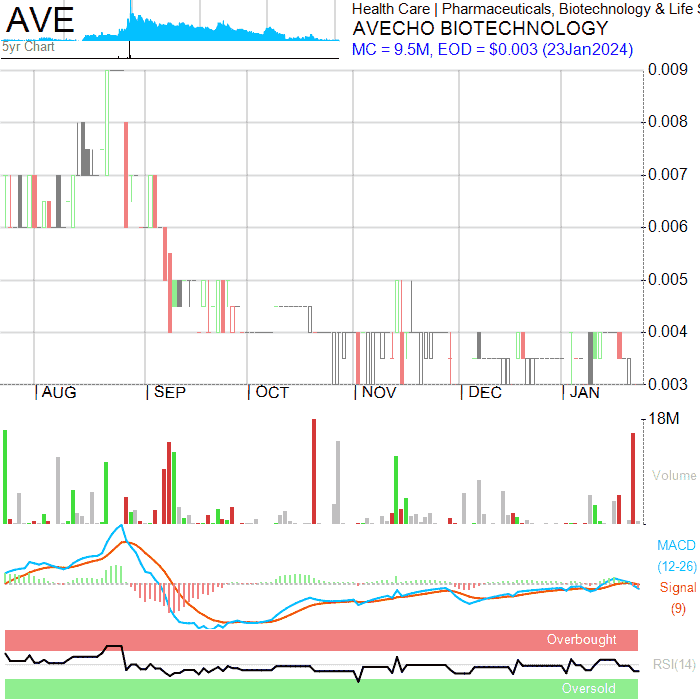 AVE
5yr Chart
Health Care | Pharmaceuticals, Biotechnology & Life S
AVECHO BIOTECHNOLOGY
MC = 9.5M, EOD = $0.003 (23Jan2024)
0.009
0.008
0.007
0.006
0.005
0.004
0.003
AUG SEP OCT NOV DEC JAN
18M
Volume
MACD
(12-26)
Signal
(9)
Overbought
RSI(14)
Oversold